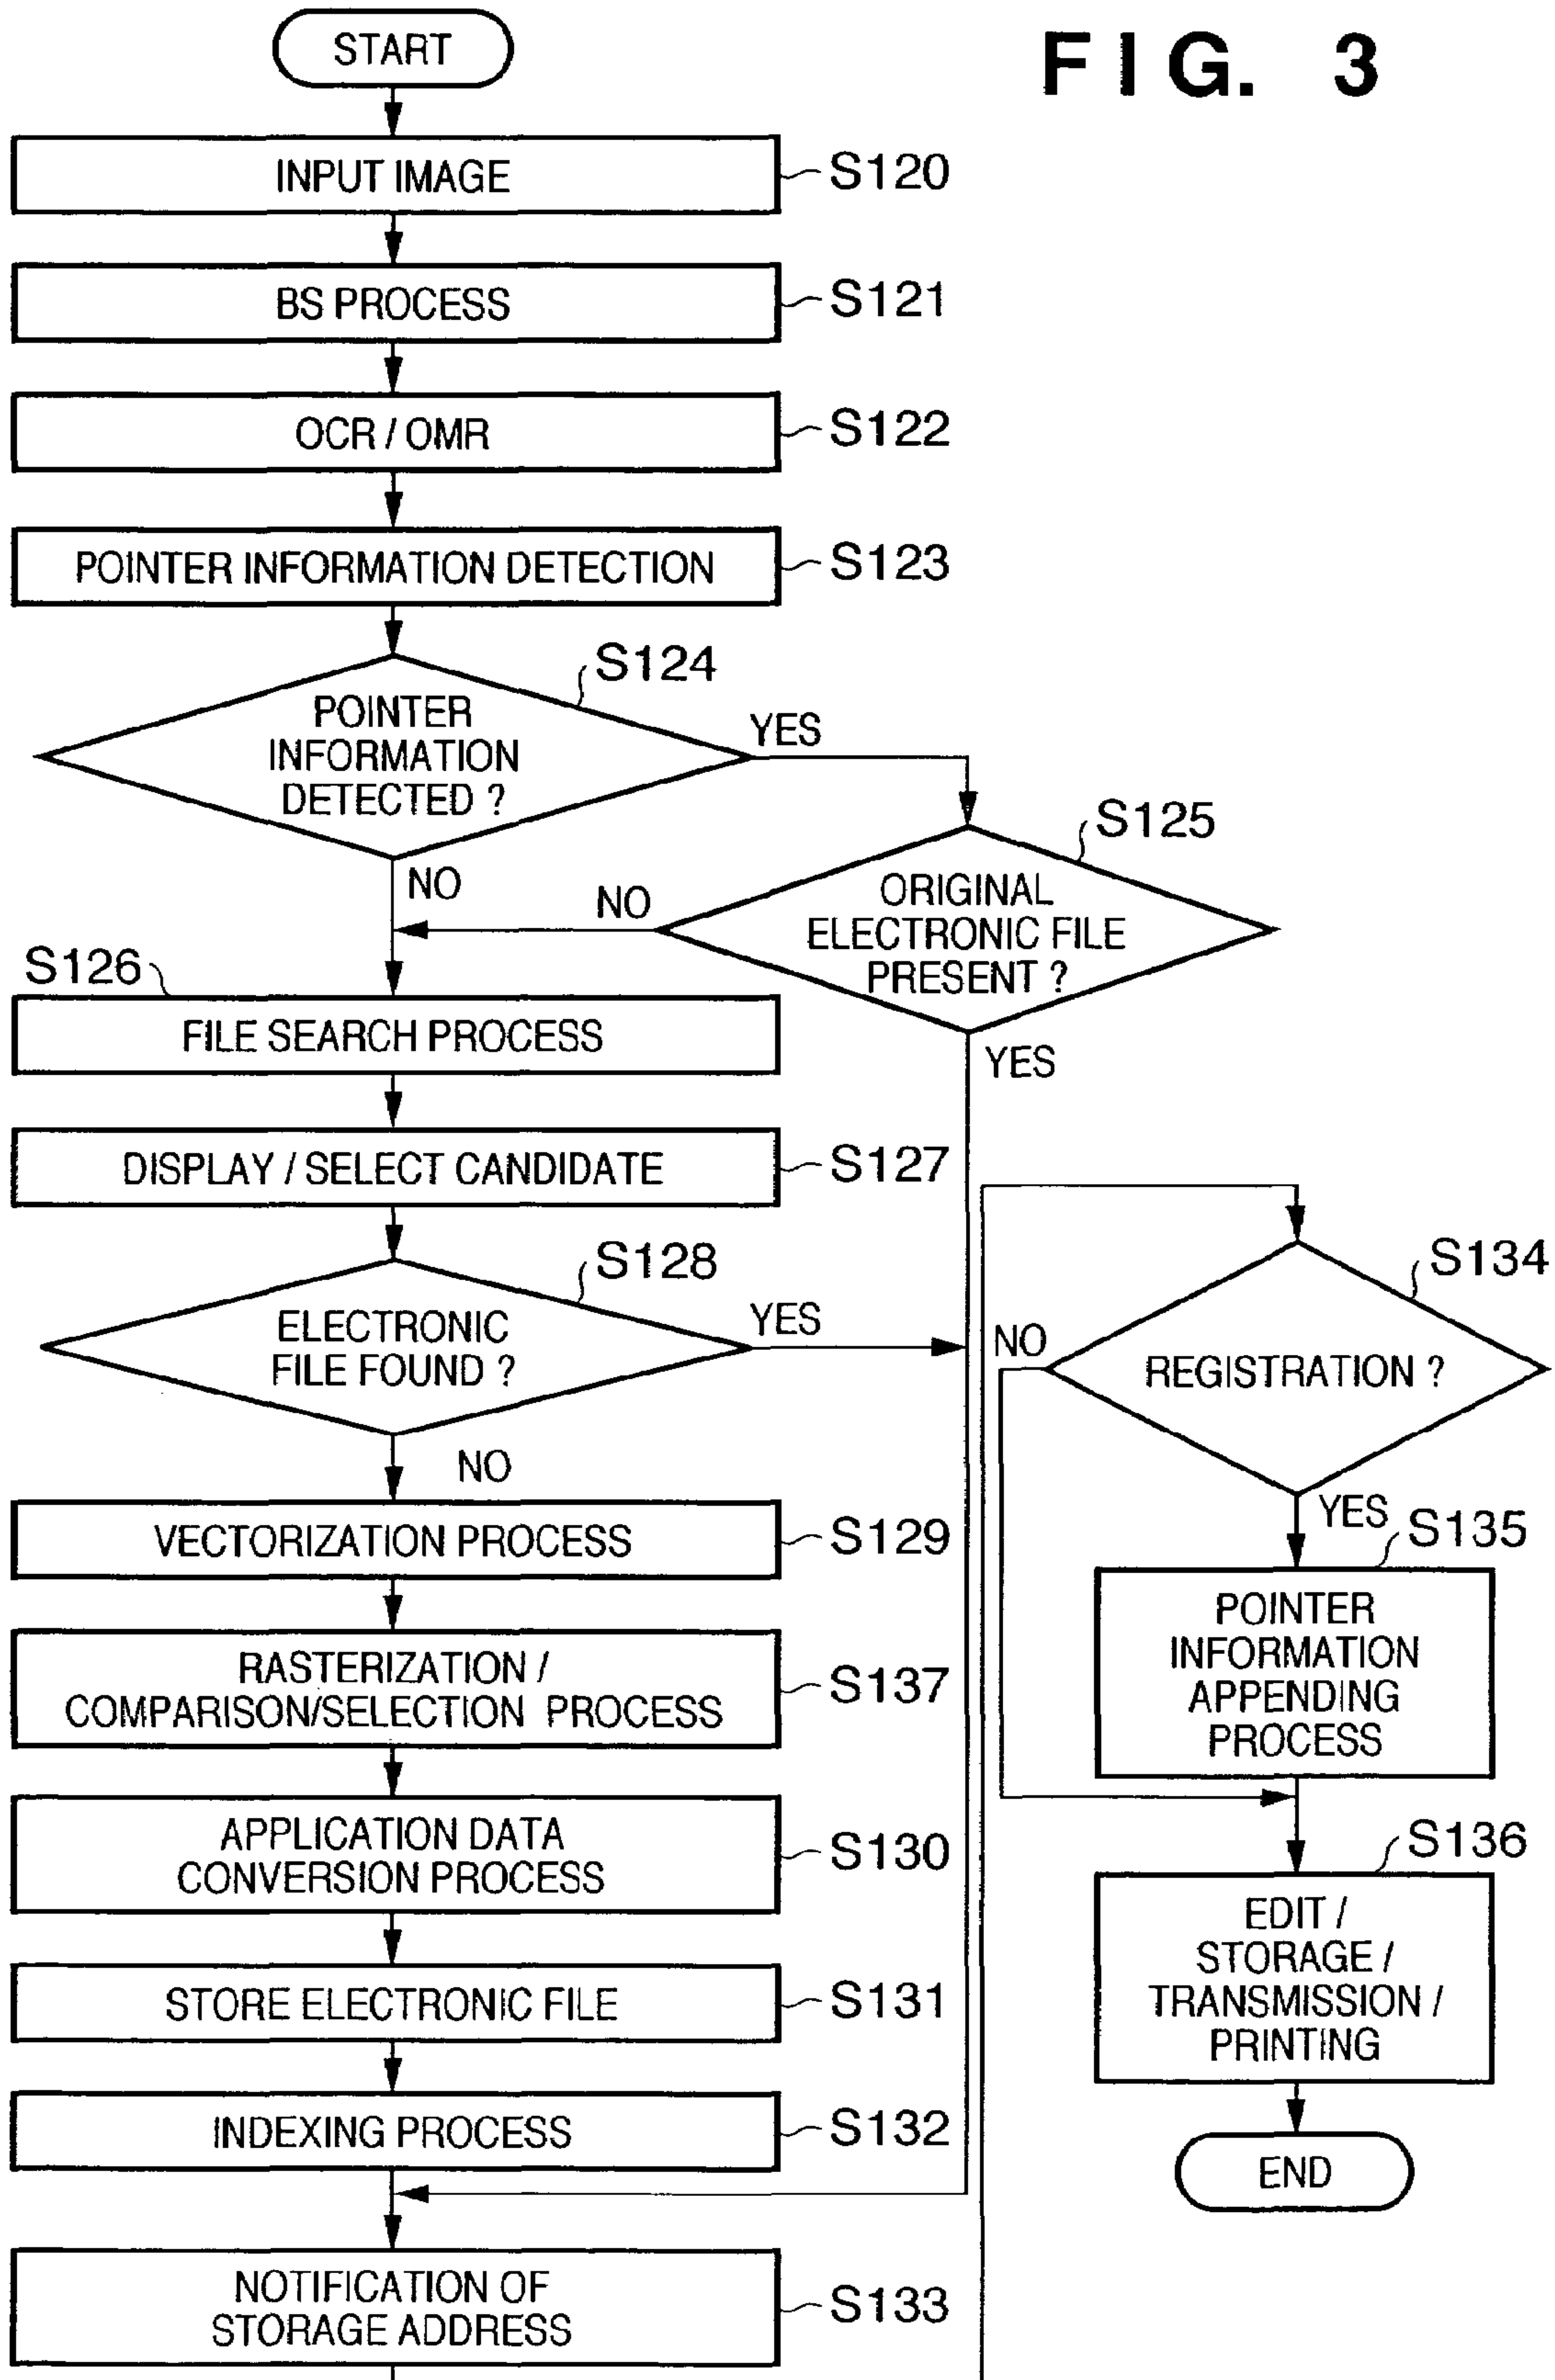 FIG. 3
START
INPUT IMAGE
S120
BS PROCESS
S121
OCR / OMR
S122
POINTER INFORMATION DETECTION
S123
S124
POINTER
INFORMATION
DETECTED ?
YES
NO
S125
ORIGINAL
ELECTRONIC FILE
PRESENT ?
NO
YES
S126
FILE SEARCH PROCESS
DISPLAY / SELECT CANDIDATE
S127
S128
ELECTRONIC
FILE FOUND ?
YES
NO
VECTORIZATION PROCESS
S129
RASTERIZATION /
COMPARISON/SELECTION PROCESS
S137
APPLICATION DATA
CONVERSION PROCESS
S130
STORE ELECTRONIC FILE
S131
INDEXING PROCESS
S132
NOTIFICATION OF
STORAGE ADDRESS
S133
S134
REGISTRATION ?
NO
YES
S135
POINTER
INFORMATION
APPENDING
PROCESS
S136
EDIT /
STORAGE /
TRANSMISSION /
PRINTING
END